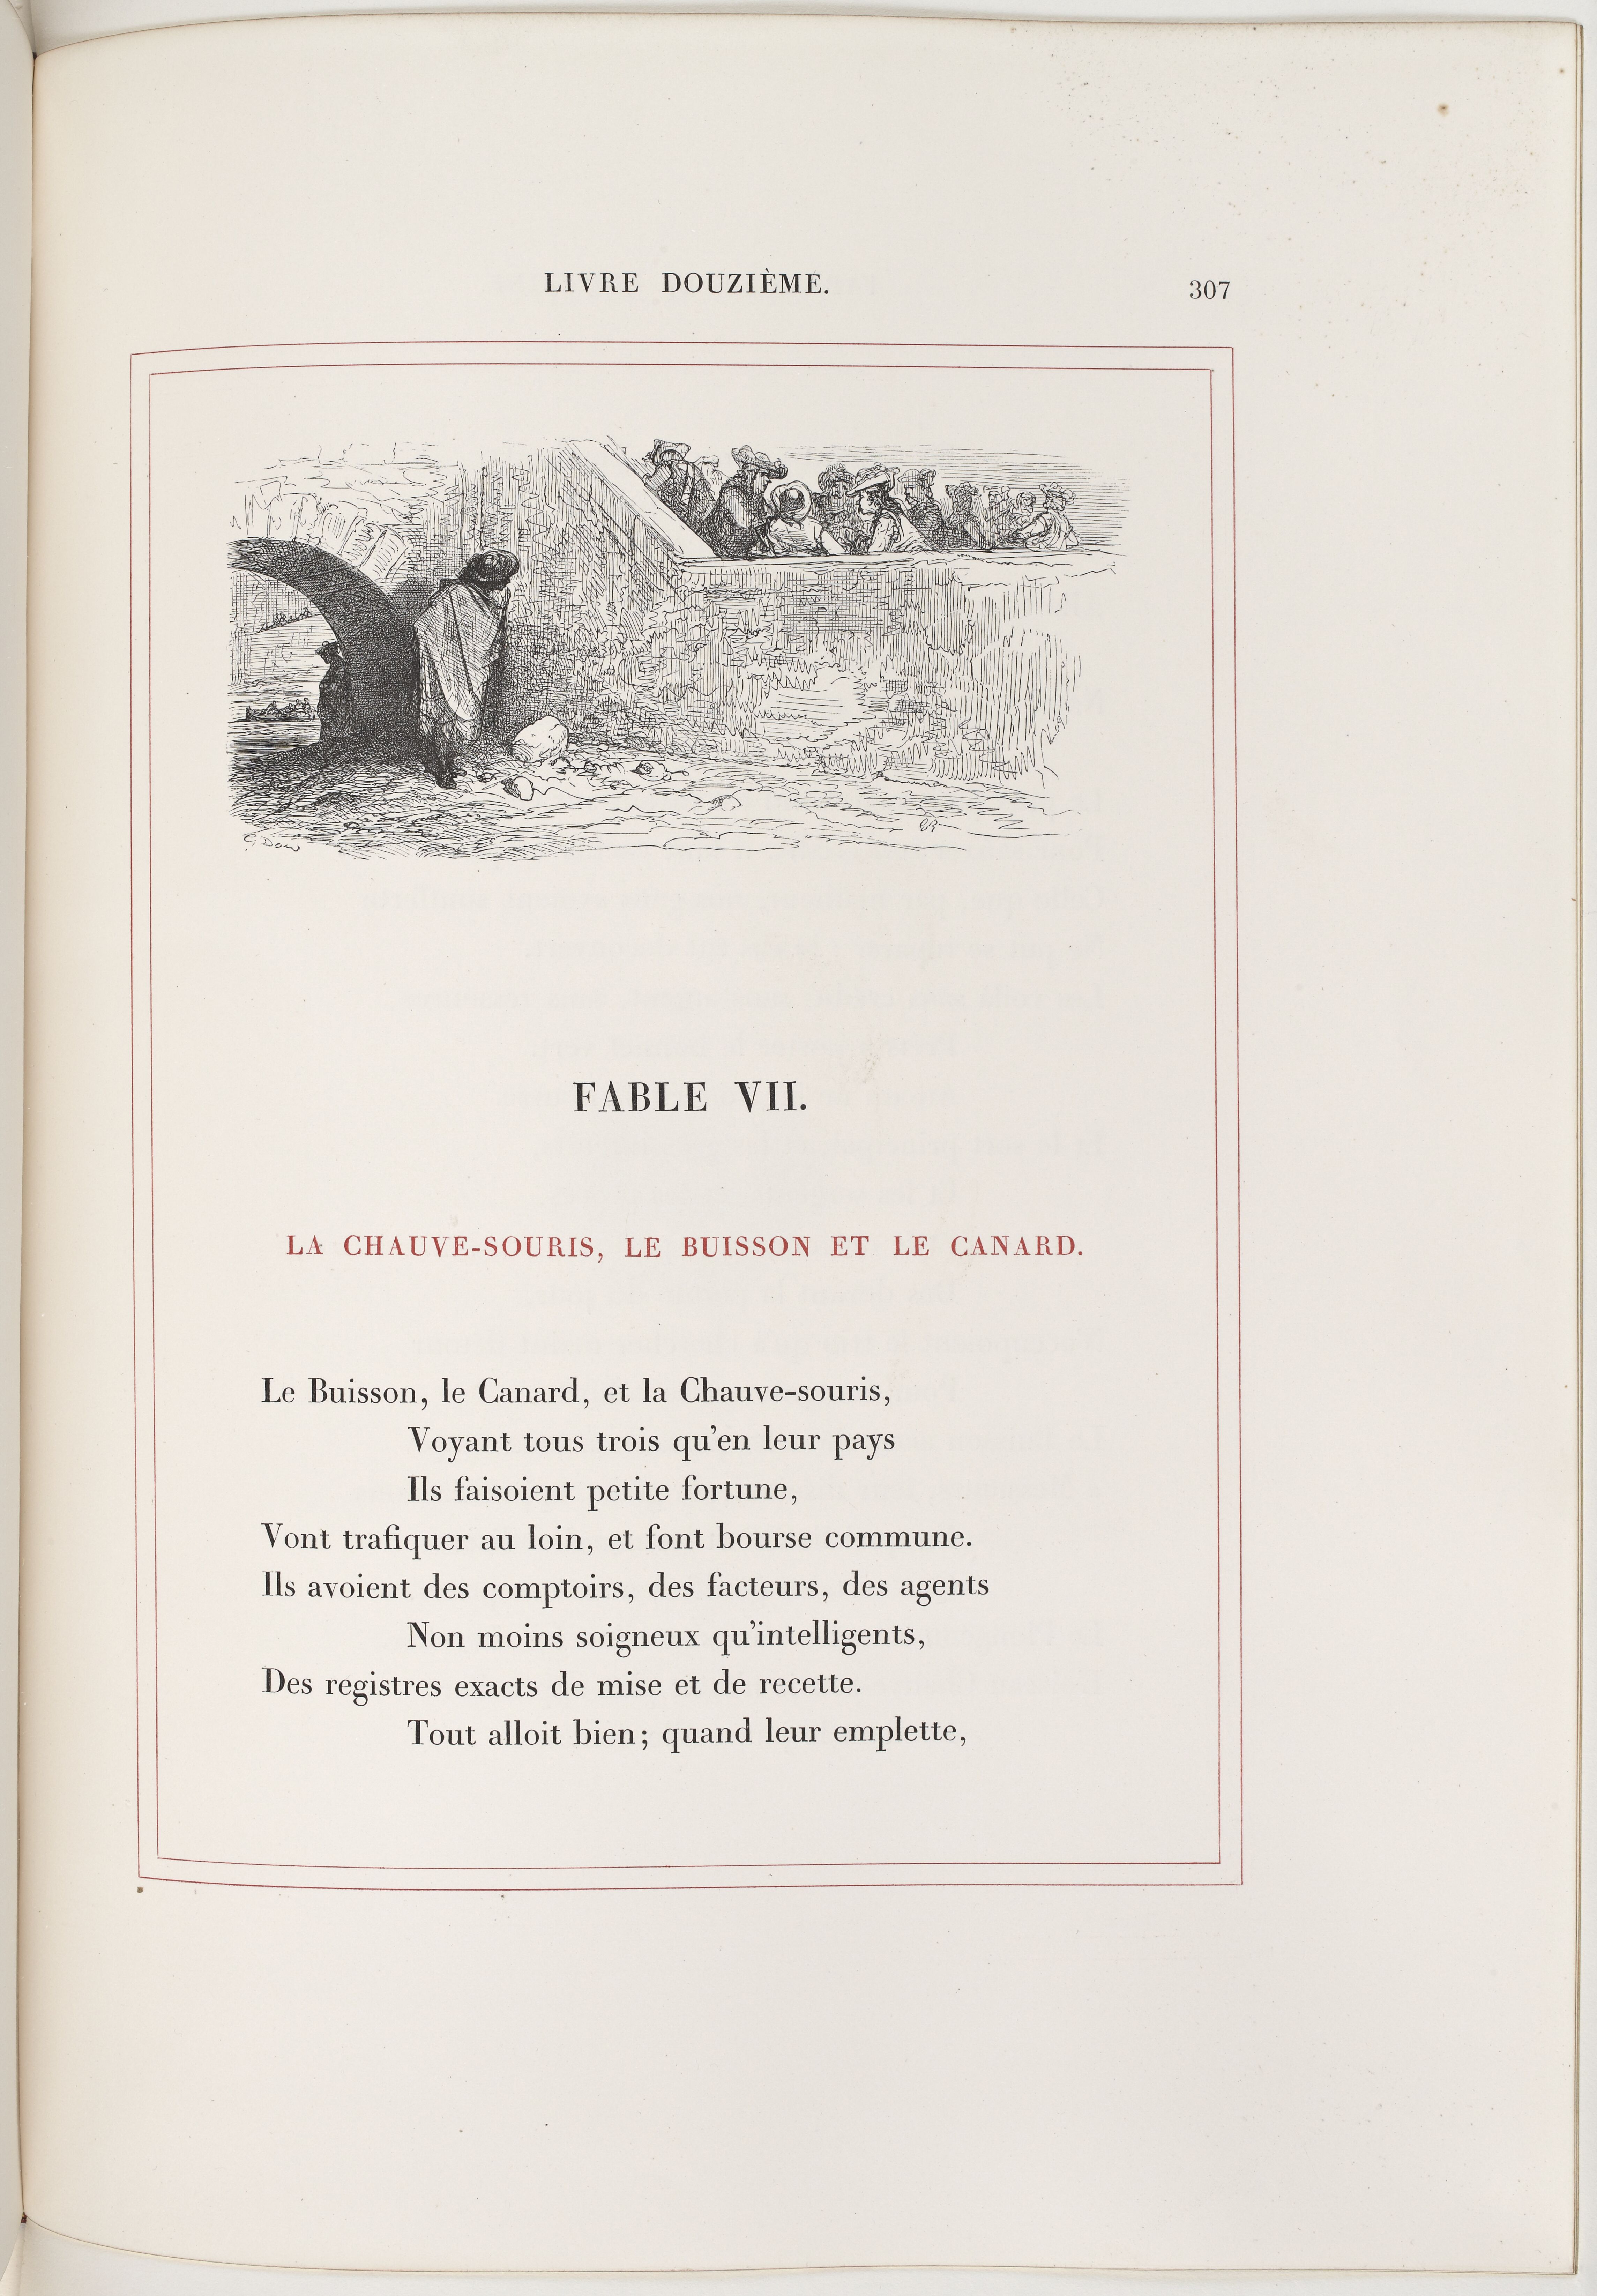 LIVRE DOUZIÈME.
307
G Doré
FABLE VII.
LA CHAUVE-SOURIS, LE BUISSON ET LE CANARD.
Le Buisson, le Canard, et la Chauve-souris,
Voyant tous trois qu'en leur pays
Ils faisoient petite fortune,
Vont trafiquer au loin, et font bourse commune.
Ils avoient des comptoirs, des facteurs, des agents
Non moins soigneux qu'intelligents,
Des registres exacts de mise et de recette.
Tout alloit bien; quand leur emplette,